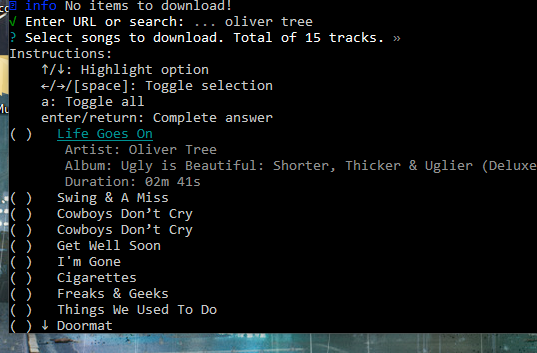 info No items to download!
√ Enter URL or search: ... oliver tree
? Select songs to download. Total of 15 tracks. »
Instructions:
↑/↓: Highlight option
←/→/[space]: Toggle selection
a: Toggle all
enter/return: Complete answer
( ) Life Goes On
Artist: Oliver Tree
Album: Ugly is Beautiful: Shorter, Thicker & Uglier (Deluxe
Duration: 02m 41s
( ) Swing & A Miss
( ) Cowboys Don’t Cry
( ) Cowboys Don’t Cry
( ) Get Well Soon
( ) I'm Gone
( ) Cigarettes
( ) Freaks & Geeks
( ) Things We Used To Do
( ) ↓ Doormat